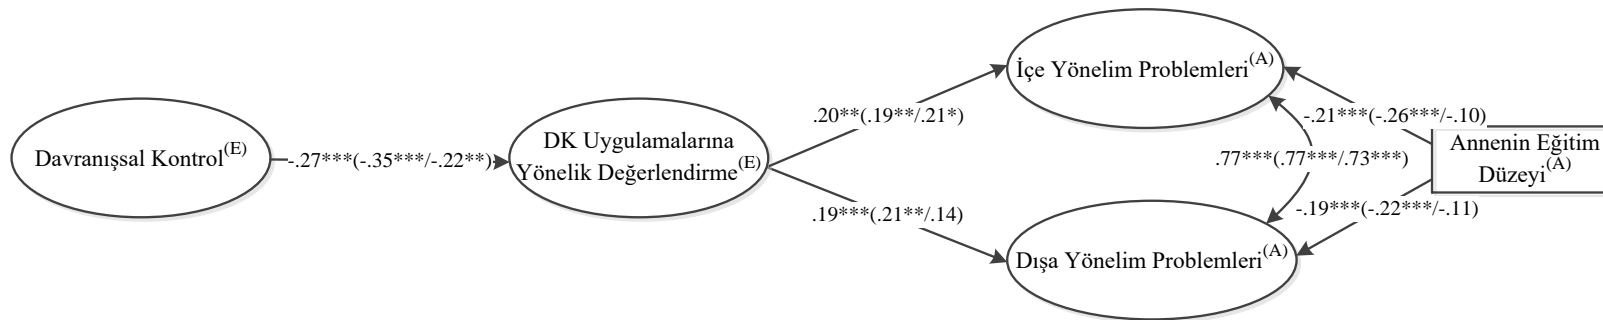 Davranışsal Kontrol(E)
-.27***(-.35***/-.22**)
DK Uygulamalarına
Yönelik Değerlendirme(E)
.20**(.19**/.21*)
.19***(.21**/.14)
İçe Yönelim Problemleri(A)
.77***(.77***/.73***)
Dışa Yönelim Problemleri(A)
-.21***(-.26***/-.10)
-.19***(-.22***/-.11)
Annenin Eğitim
Düzeyi(A)